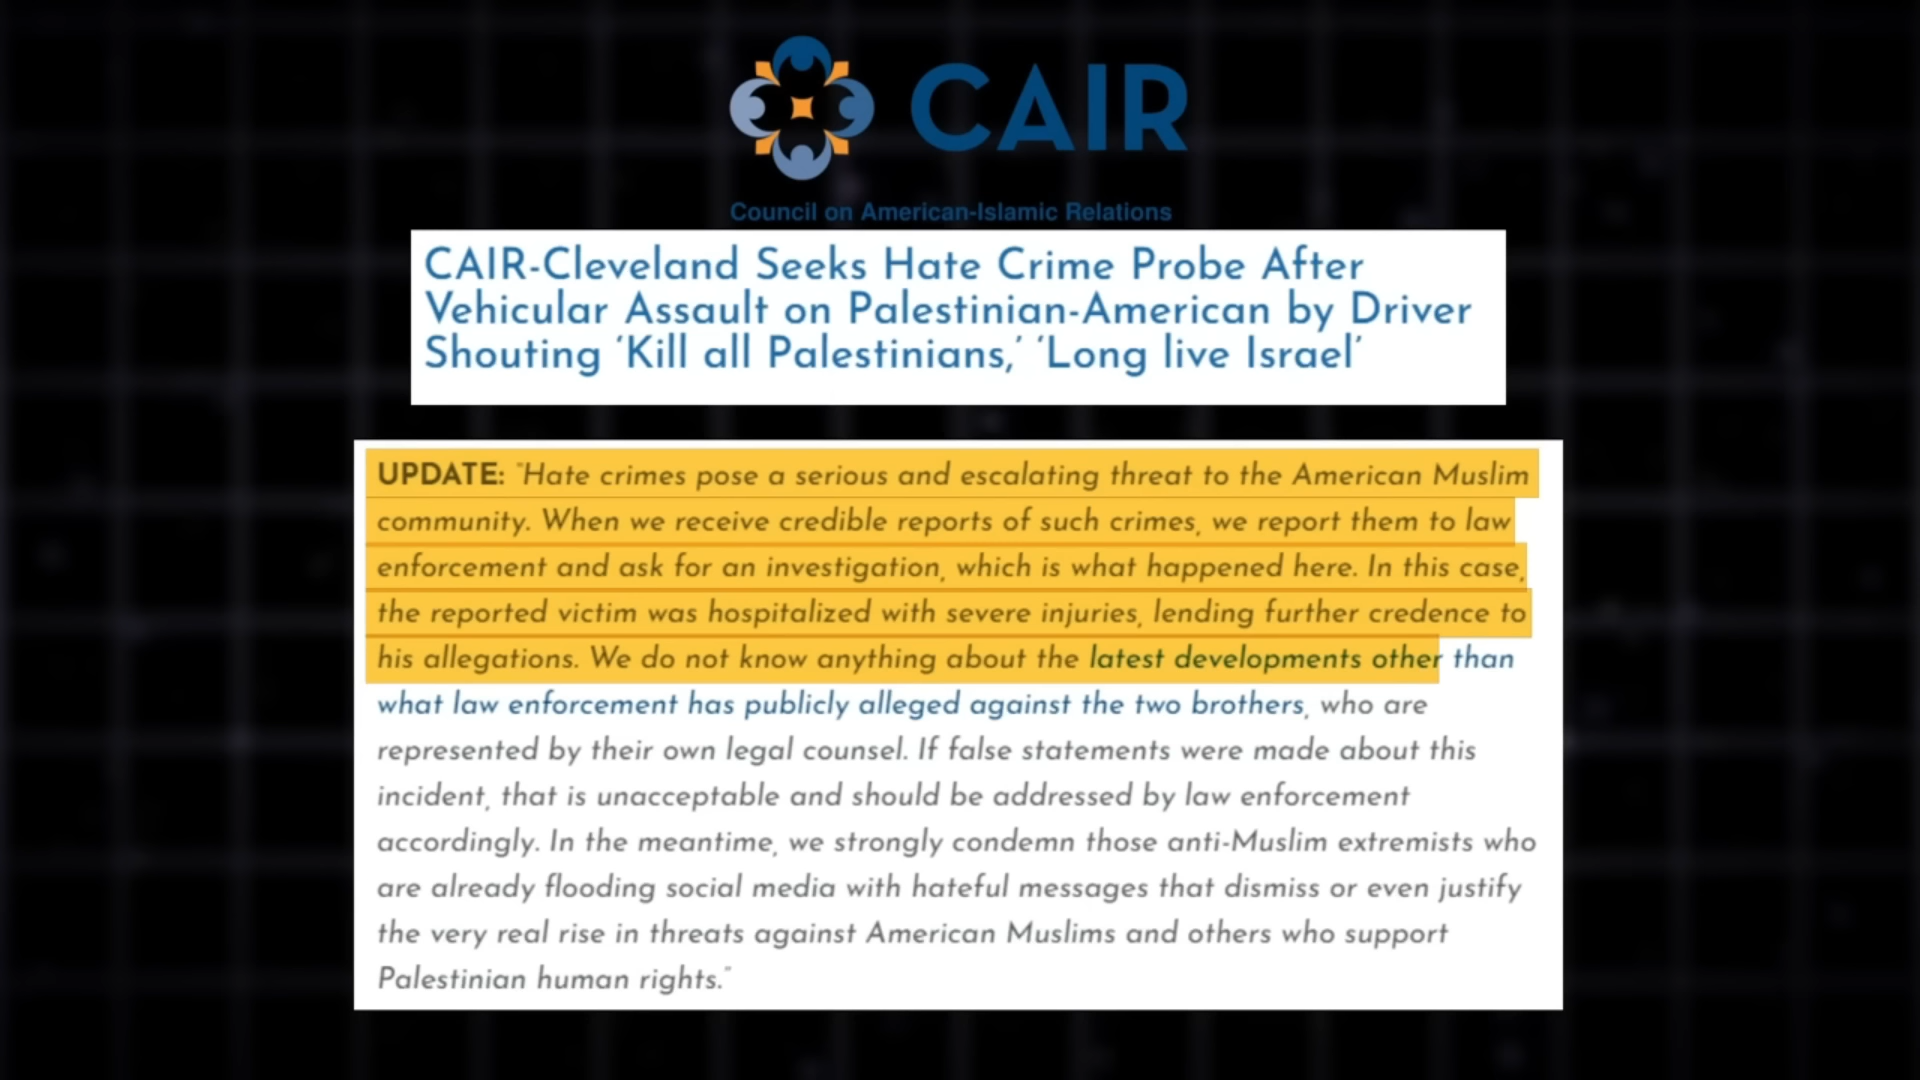 CAIR
Council on American-Islamic Relations
CAIR-Cleveland Seeks Hate Crime Probe After
Vehicular Assault on Palestinian-American by Driver
Shouting ‘Kill all Palestinians,’ ‘Long live Israel’
UPDATE: “Hate crimes pose a serious and escalating threat to the American Muslim
community. When we receive credible reports of such crimes, we report them to law
enforcement and ask for an investigation, which is what happened here. In this case,
the reported victim was hospitalized with severe injuries, lending further credence to
his allegations. We do not know anything about the latest developments other than
what law enforcement has publicly alleged against the two brothers, who are
represented by their own legal counsel. If false statements were made about this
incident, that is unacceptable and should be addressed by law enforcement
accordingly. In the meantime, we strongly condemn those anti-Muslim extremists who
are already flooding social media with hateful messages that dismiss or even justify
the very real rise in threats against American Muslims and others who support
Palestinian human rights.”